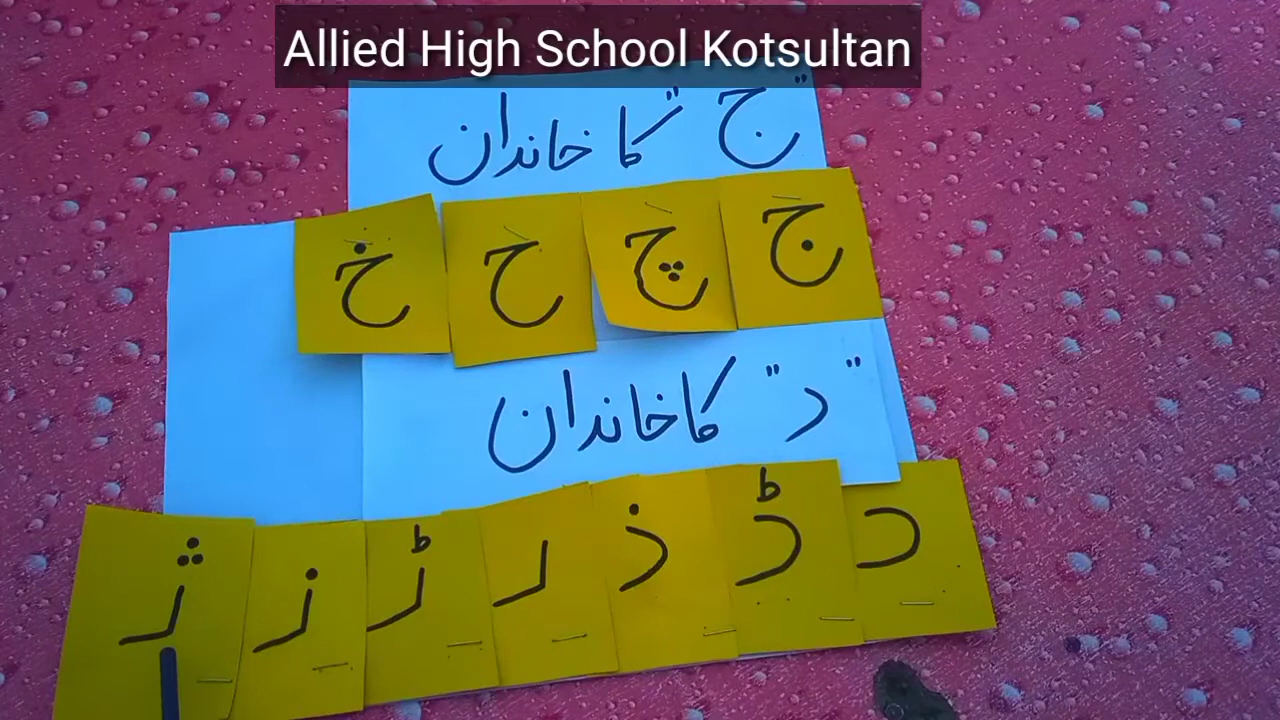 Allied High School Kotsultan
"ج" کا خاندان
ج چ ح خ
"د" کا خاندان
د ڈ ذ ر ڑ ز ژ